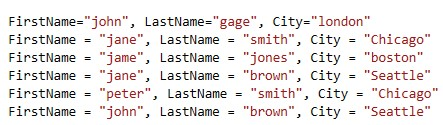 FirstName="john", LastName="gage", City="london"
FirstName = "jane", LastName = "smith", City = "Chicago"
FirstName = "jame", LastName = "jones", City = "boston"
FirstName = "jane", LastName = "brown", City = "Seattle"
FirstName = "peter", LastName = "smith", City = "Chicago"
FirstName = "john", LastName = "brown", City = "Seattle"